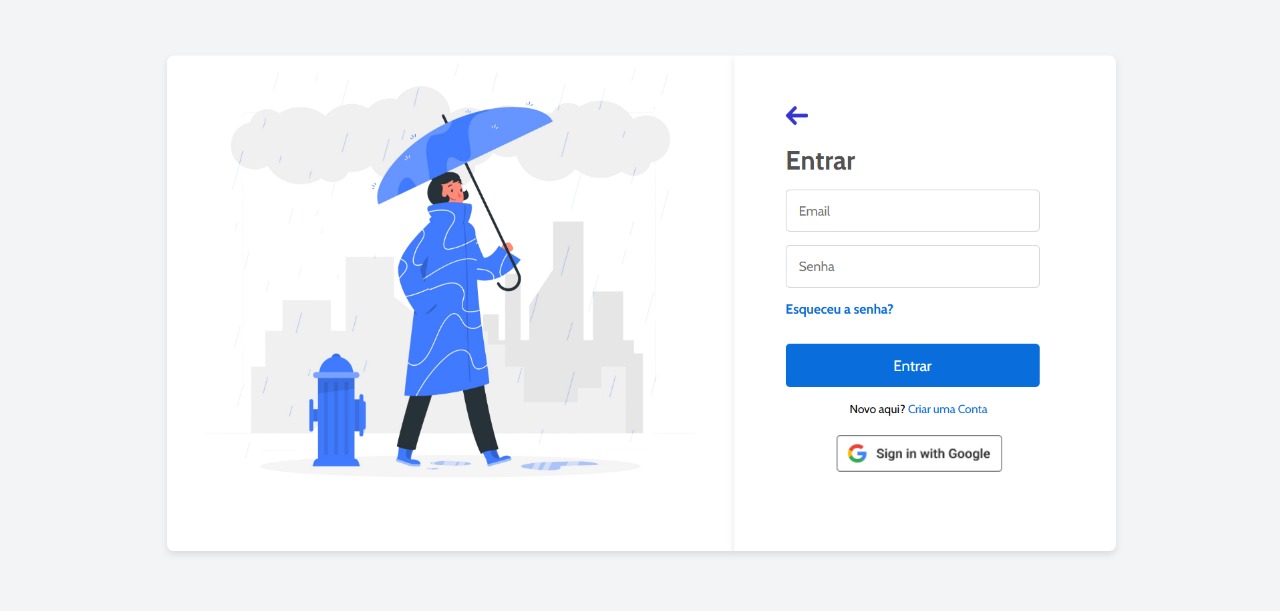 Entrar
Email
Senha
Esqueceu a senha?
Entrar
Novo aqui? Criar uma Conta
Sign in with Google